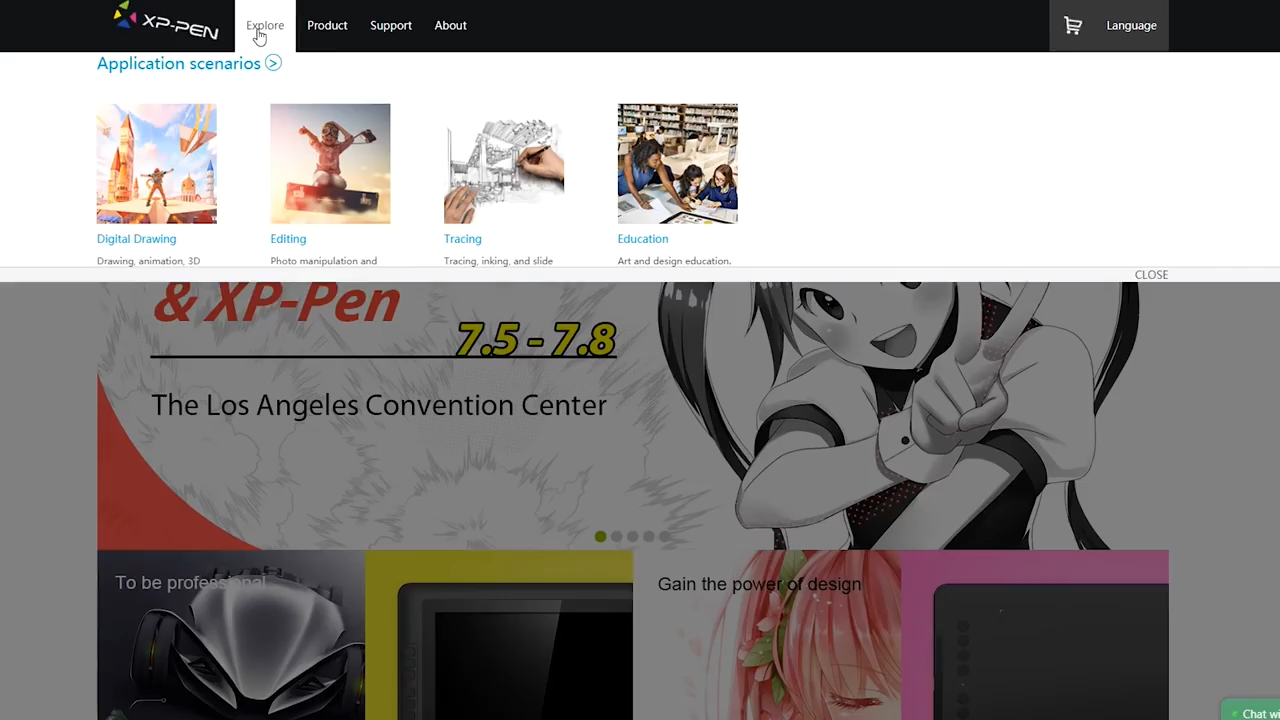 XP-PEN
Explore
Product
Support
About
Language
Application scenarios >
Digital Drawing
Editing
Tracing
Education
Drawing, animation, 3D
Photo manipulation and
Tracing, inking, and slide
Art and design education.
CLOSE
& XP-Pen
7.5 - 7.8
The Los Angeles Convention Center
To be professional
Gain the power of design
Chat wi